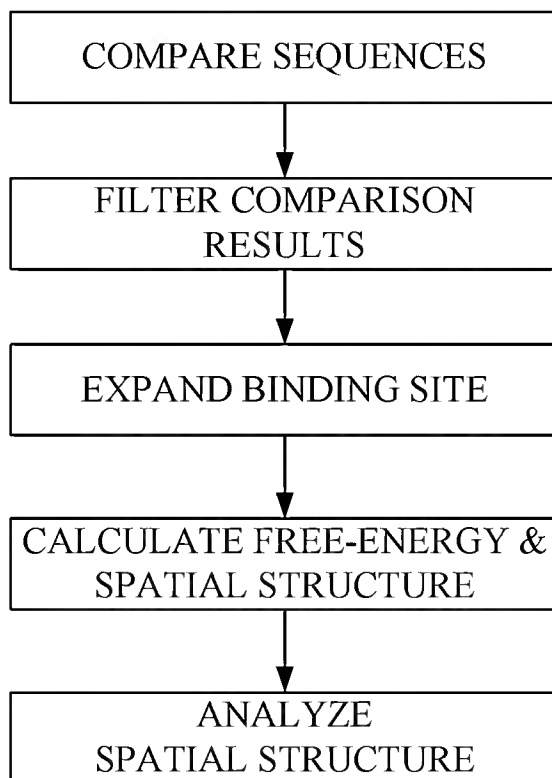 COMPARE SEQUENCES
FILTER COMPARISON
RESULTS
EXPAND BINDING SITE
CALCULATE FREE-ENERGY &
SPATIAL STRUCTURE
ANALYZE
SPATIAL STRUCTURE